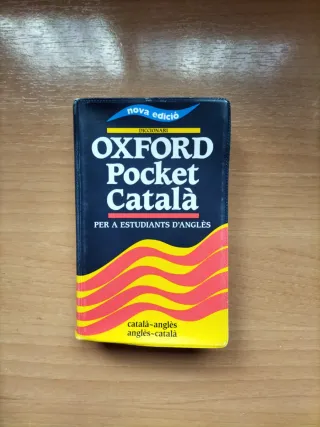 nova edició
DICCIONARI
OXFORD
Pocket
Català
PER A ESTUDIANTS D'ANGLÈS
català-anglès
anglès-català